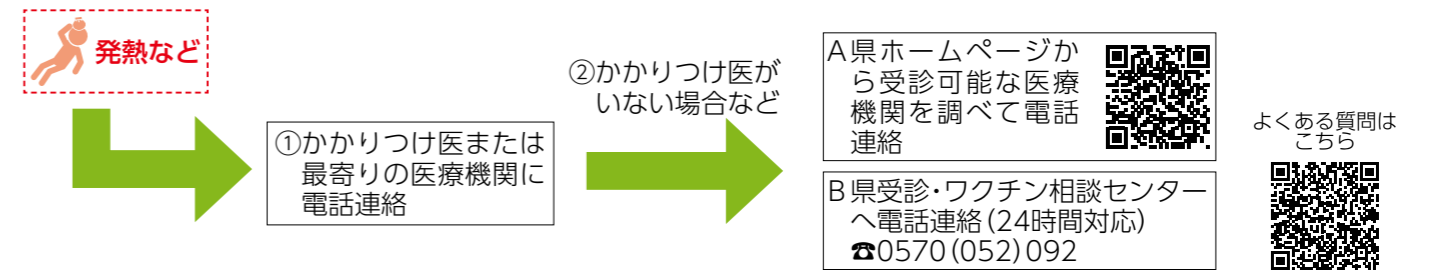 発熱など
①かかりつけ医または
最寄りの医療機関に
電話連絡
②かかりつけ医が
いない場合など
A県ホームページか
ら受診可能な医療
機関を調べて電話
連絡
B県受診・ワクチン相談センター
へ電話連絡(24時間対応)
☎0570(052)092
よくある質問は
こちら